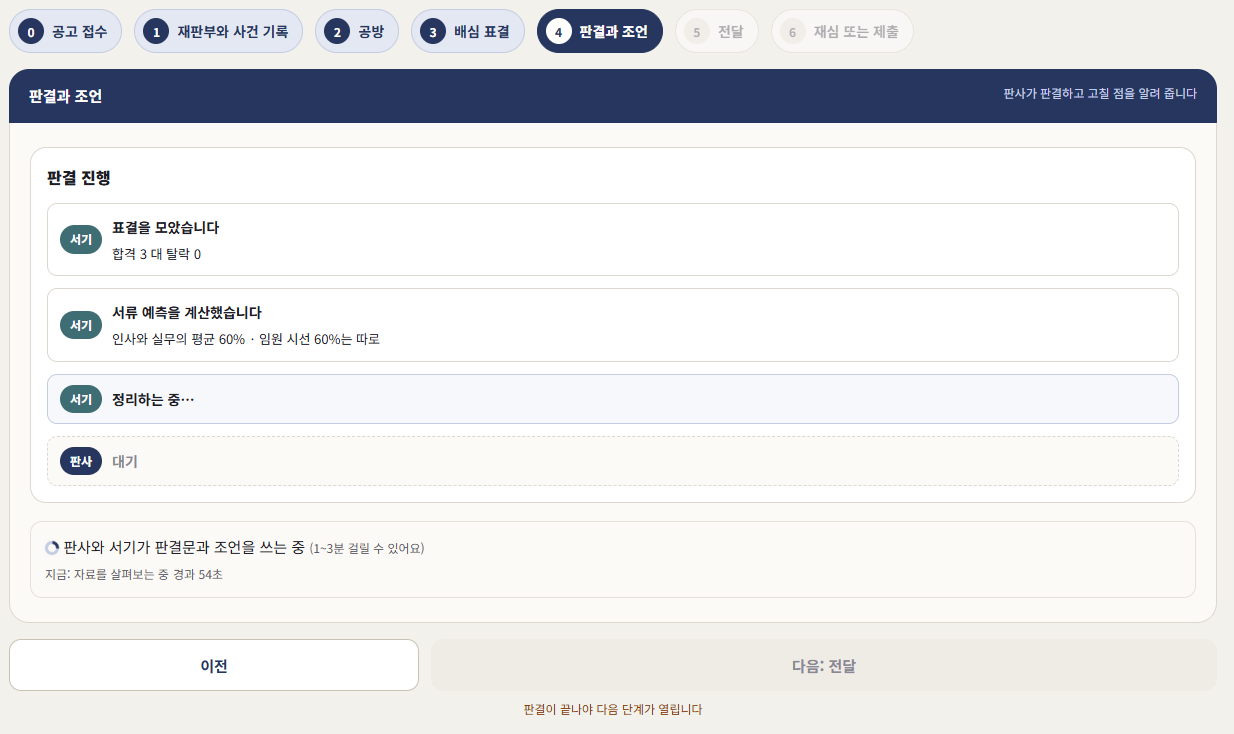 0 공고 접수 1 재판부와 사건 기록 2 공방 3 배심 표결 4 판결과 조언 5 전달 6 재심 또는 제출
판결과 조언 판사가 판결하고 고칠 점을 알려 줍니다
판결 진행
서기 표결을 모았습니다
합격 3 대 탈락 0
서기 서류 예측을 계산했습니다
인사와 실무의 평균 60% · 임원 시선 60%는 따로
서기 정리하는 중…
판사 대기
판사와 서기가 판결문과 조언을 쓰는 중 (1~3분 걸릴 수 있어요)
지금: 자료를 살펴보는 중 경과 54초
이전 다음: 전달
판결이 끝나야 다음 단계가 열립니다